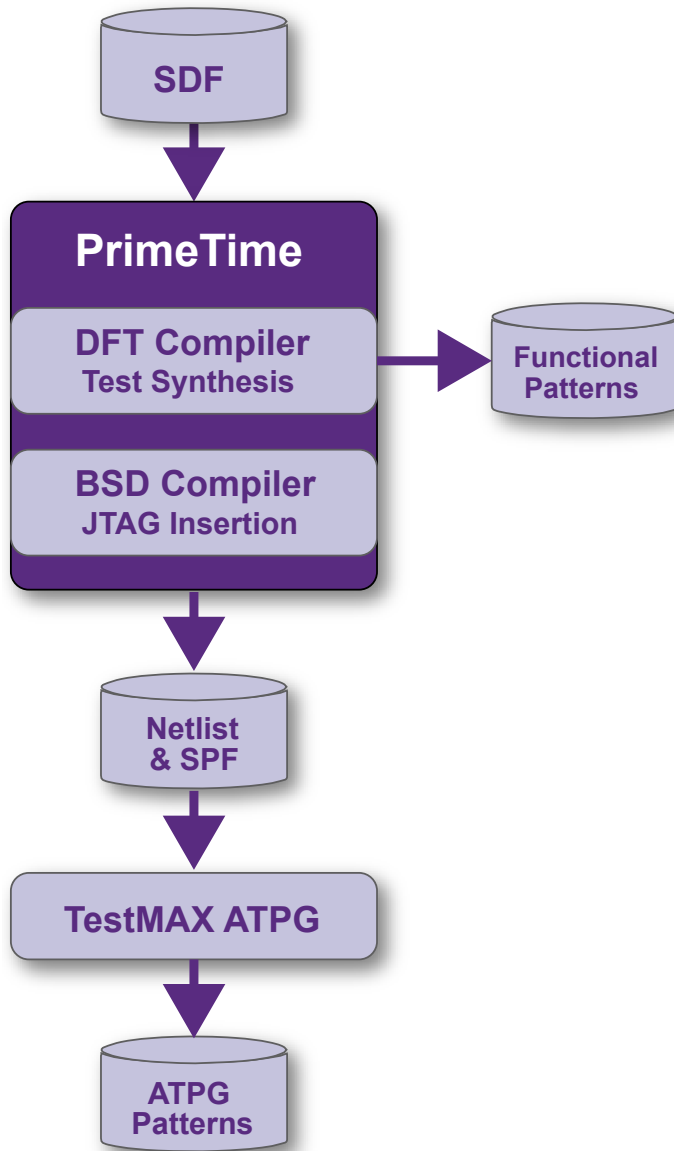 SDF
PrimeTime
DFT Compiler
Test Synthesis
Functional
Patterns
BSD Compiler
JTAG Insertion
Netlist
& SPF
TestMAX ATPG
ATPG
Patterns